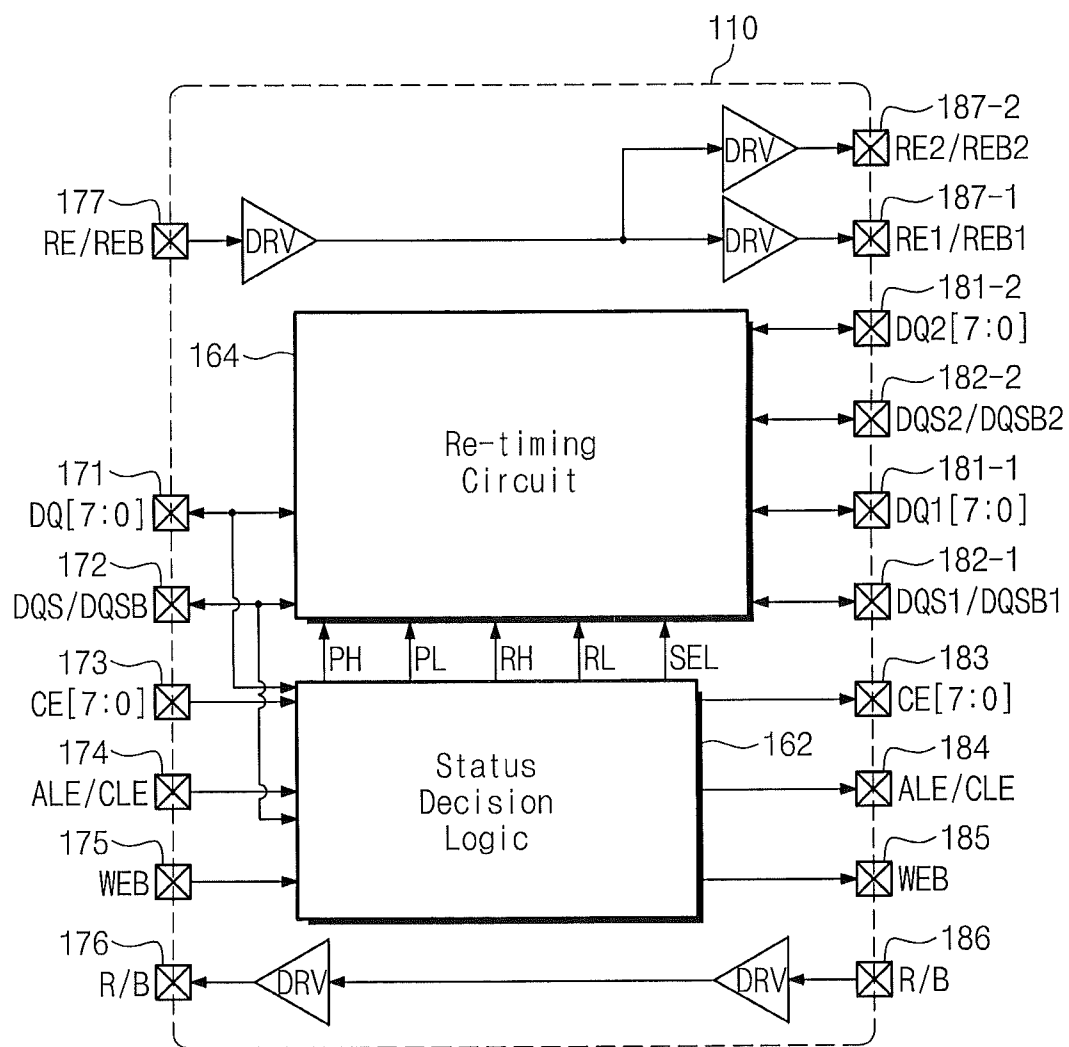 110
187-2
DRV
RE2/REB2
177
187-1
RE/REB
DRV
DRV
RE1/REB1
181-2
DQ2[7:0]
164
182-2
Re-timing
Circuit
DQS2/DQSB2
171
181-1
DQ[7:0]
DQ1[7:0]
172
182-1
DQS/DQSB
DQS1/DQSB1
PH
PL
RH
RL
SEL
173
183
CE[7:0]
CE[7:0]
162
174
184
Status
Decision
Logic
ALE/CLE
ALE/CLE
175
185
WEB
WEB
176
186
R/B
DRV
DRV
R/B